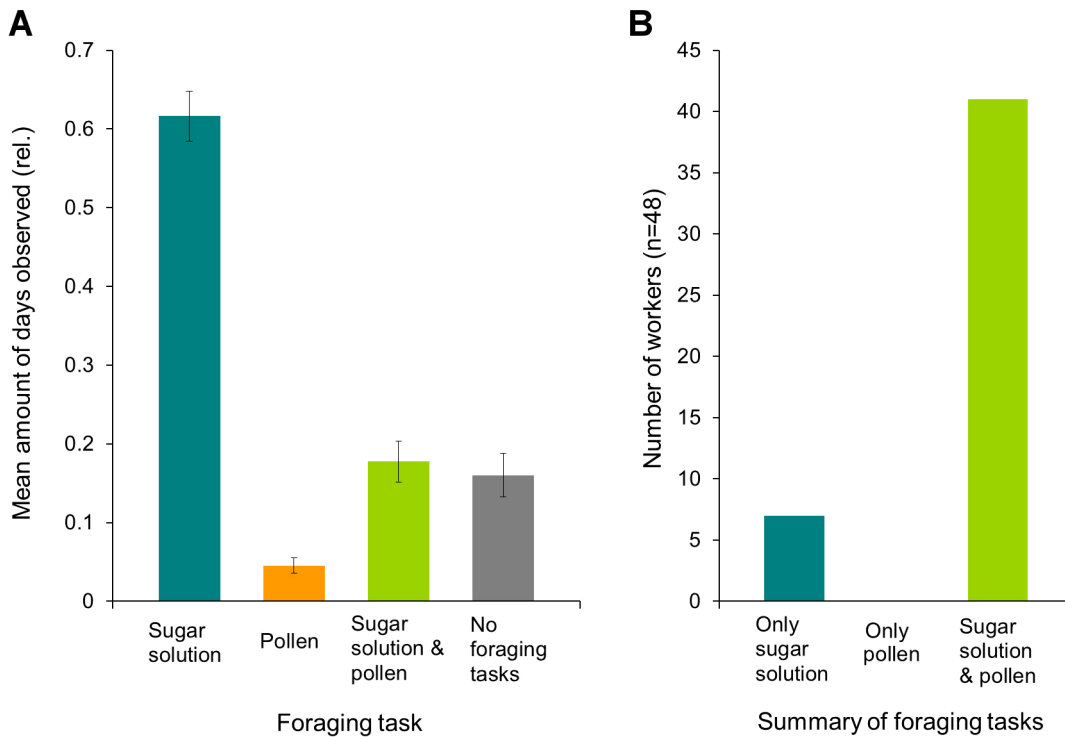 A
Mean amount of days observed (rel.)
0.7
0.6
0.5
0.4
0.3
0.2
0.1
0
Sugar
solution
Pollen
Sugar
solution &
pollen
No
foraging
tasks
Foraging task
B
Number of workers (n=48)
45
40
35
30
25
20
15
10
5
0
Only
sugar
solution
Only
pollen
Sugar
solution
& pollen
Summary of foraging tasks